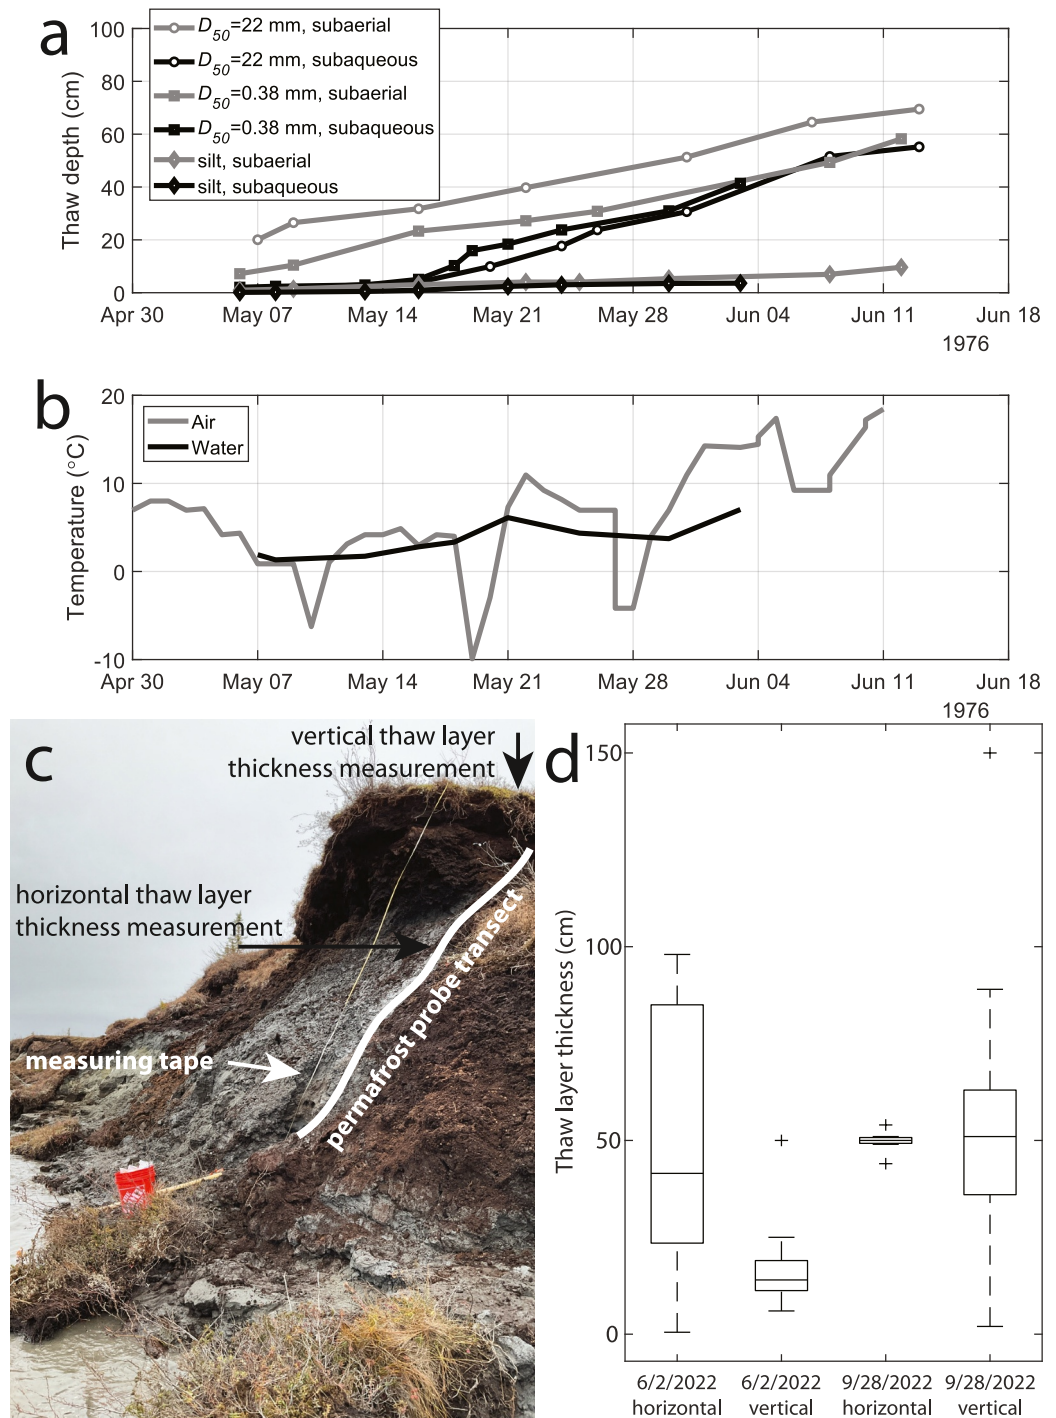 a
D50=22 mm, subaerial
D50=22 mm, subaqueous
D50=0.38 mm, subaerial
D50=0.38 mm, subaqueous
silt, subaerial
silt, subaqueous
Thaw depth (cm)
100
80
60
40
20
0
Apr 30
May 07
May 14
May 21
May 28
Jun 04
Jun 11
Jun 18
1976
b
Air
Water
Temperature (°C)
20
10
0
-10
Apr 30
May 07
May 14
May 21
May 28
Jun 04
Jun 11
Jun 18
1976
c
vertical thaw layer
thickness measurement
horizontal thaw layer
thickness measurement
permafrost probe transect
measuring tape
d
Thaw layer thickness (cm)
150
100
50
0
6/2/2022
horizontal
6/2/2022
vertical
9/28/2022
horizontal
9/28/2022
vertical